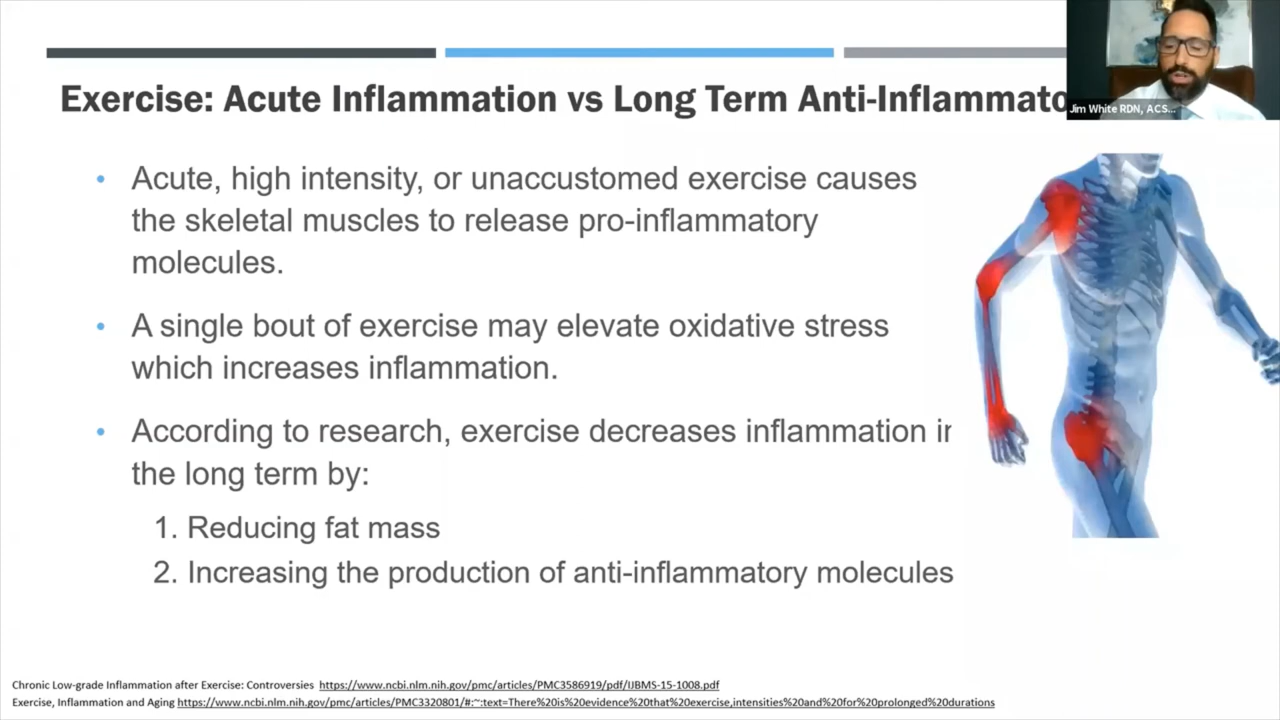 Exercise: Acute Inflammation vs Long Term Anti-Inflammato
Jim White RDN, ACS...
• Acute, high intensity, or unaccustomed exercise causes
the skeletal muscles to release pro-inflammatory
molecules.
• A single bout of exercise may elevate oxidative stress
which increases inflammation.
• According to research, exercise decreases inflammation in
the long term by:
1. Reducing fat mass
2. Increasing the production of anti-inflammatory molecules
Chronic Low-grade Inflammation after Exercise: Controversies https://www.ncbi.nlm.nih.gov/pmc/articles/PMC3586919/pdf/IJBMS-15-1008.pdf
Exercise, Inflammation and Aging https://www.ncbi.nlm.nih.gov/pmc/articles/PMC3320801/#:~:text=There%20is%20evidence%20that%20exercise,intensities%20and%20for%20prolonged%20durations